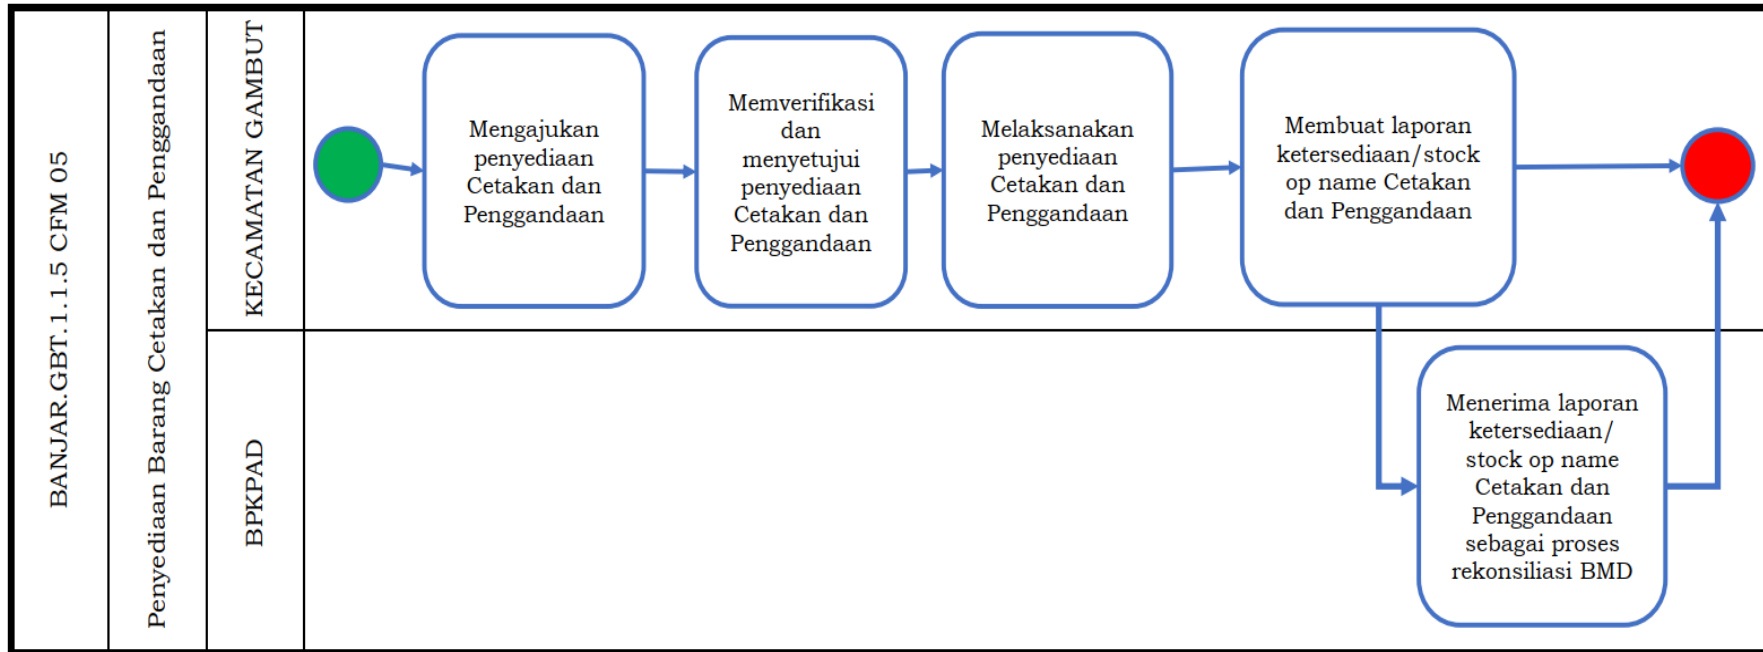 BANJAR.GBT.1.1.5 CFM 05
Penyediaan Barang Cetakan dan Penggandaan
KECAMATAN GAMBUT
Mengajukan
penyediaan
Cetakan dan
Penggandaan
Memverifikasi
dan
menyetujui
penyediaan
Cetakan dan
Penggandaan
Melaksanakan
penyediaan
Cetakan dan
Penggandaan
Membuat laporan
ketersediaan/stock
op name Cetakan
dan Penggandaan
BPKPAD
Menerima laporan
ketersediaan/
stock op name
Cetakan dan
Penggandaan
sebagai proses
rekonsiliasi BMD